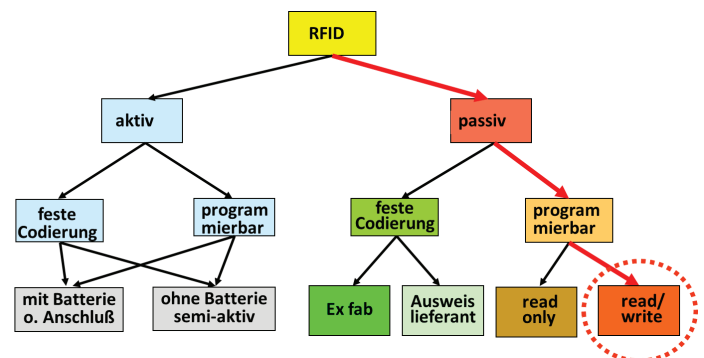 RFID
aktiv
passiv
feste
Codierung
program
mierbar
feste
Codierung
program
mierbar
mit Batterie
o. Anschluß
ohne Batterie
semi-aktiv
Ex fab
Ausweis
lieferant
read
only
read/
write